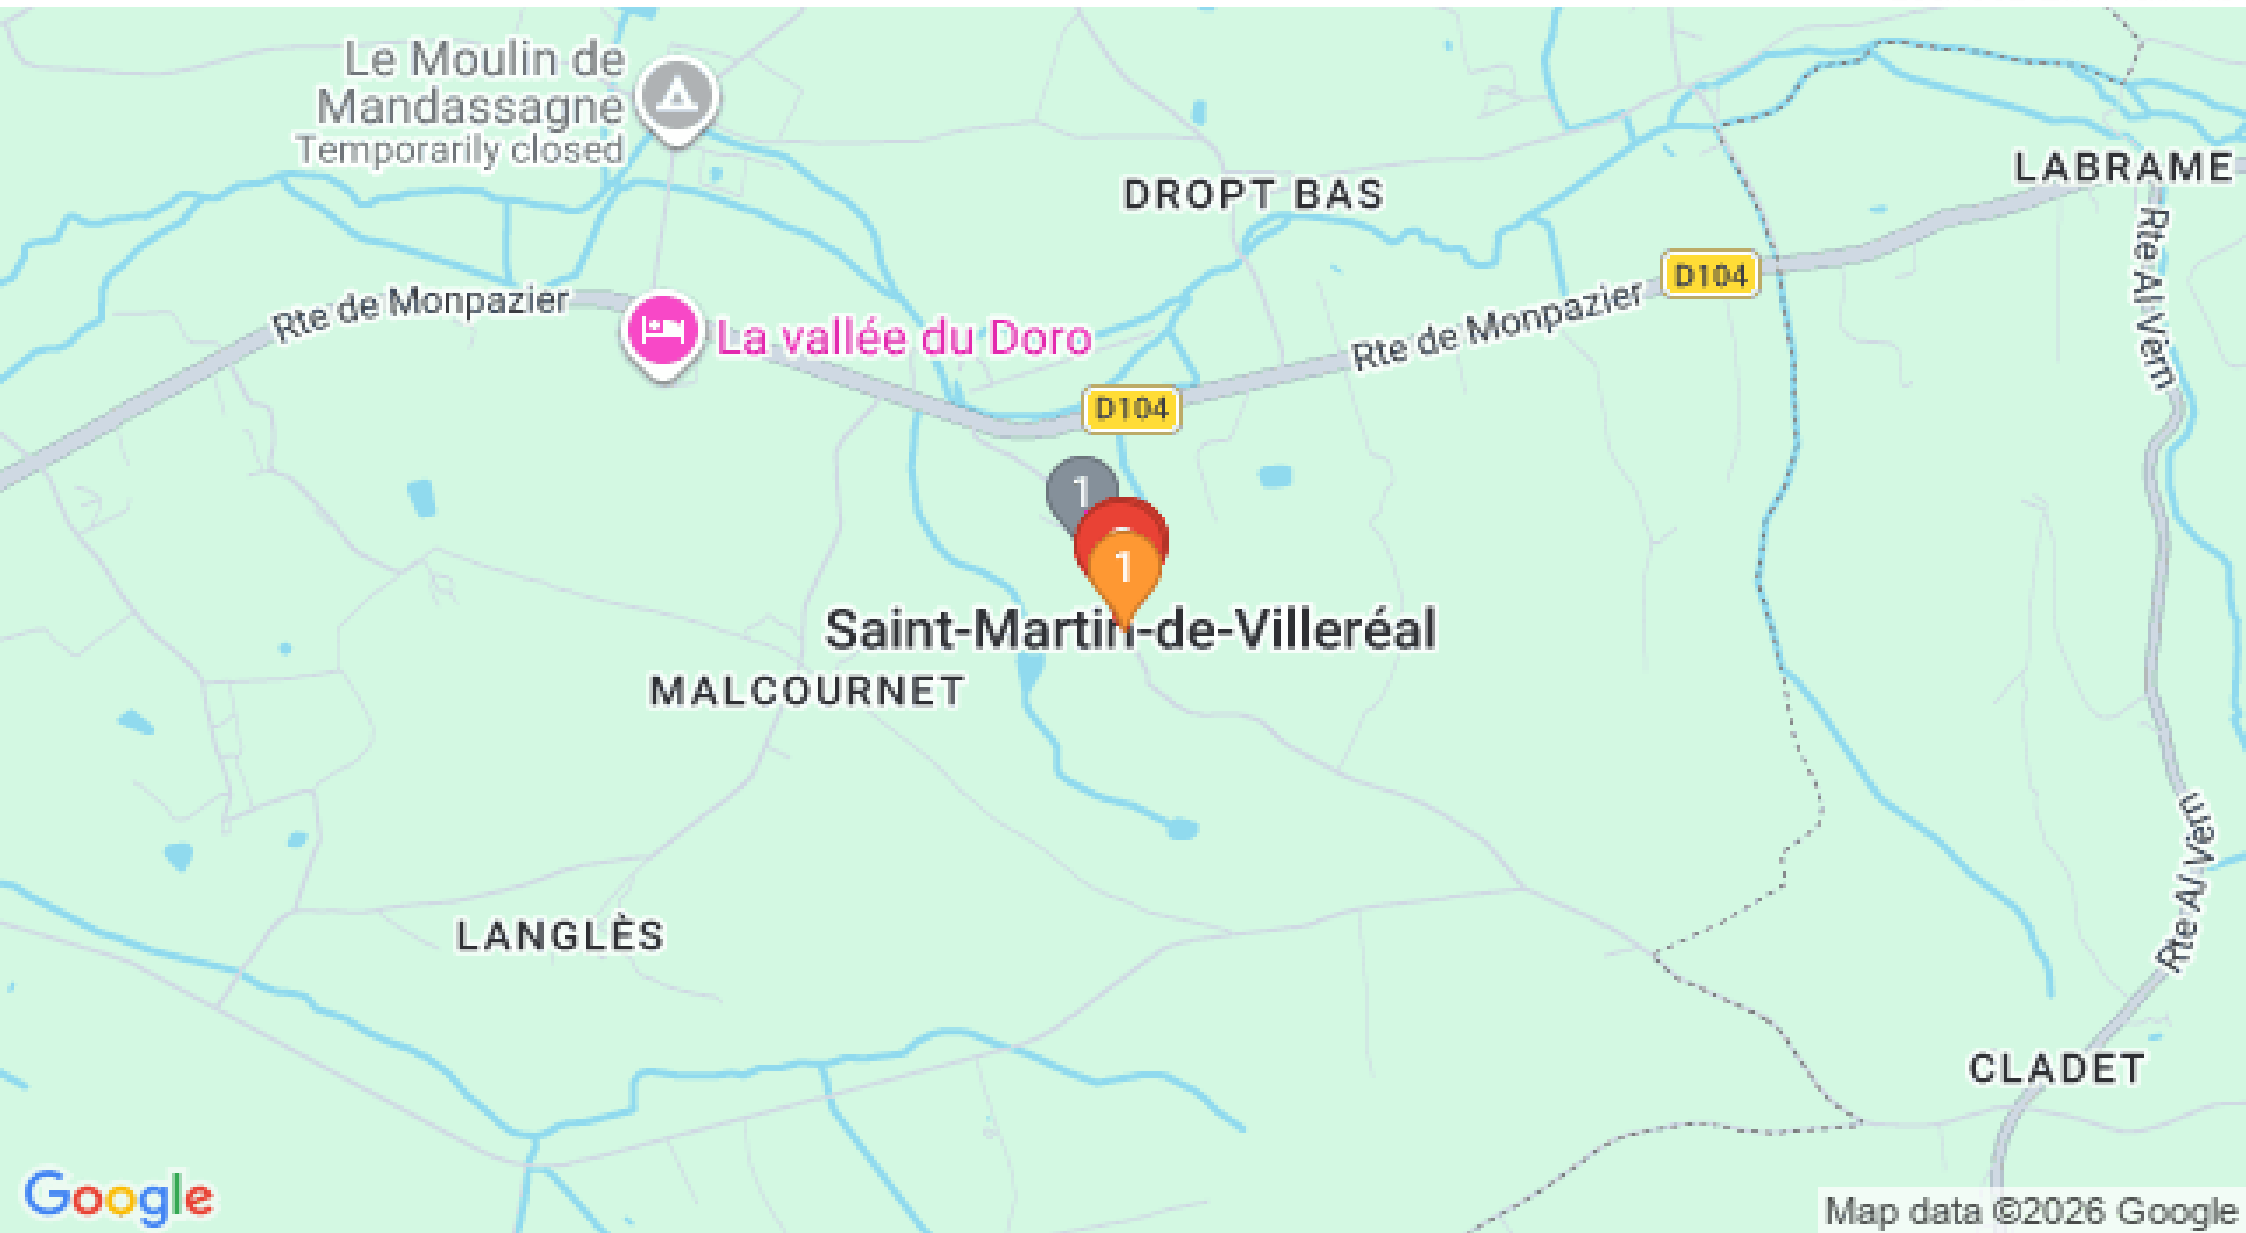 Le Moulin de
Mandassagne
Temporarily closed
DROPT BAS
LABRAME
Rte Al Vern
D104
Rte de Monpazier
Rte de Monpazier
La vallée du Doro
D104
1
1
Saint-Martin-de-Villeréal
MALCOURNET
Rte Al Vern
LANGLÈS
CLADET
Google
Map data ©2026 Google